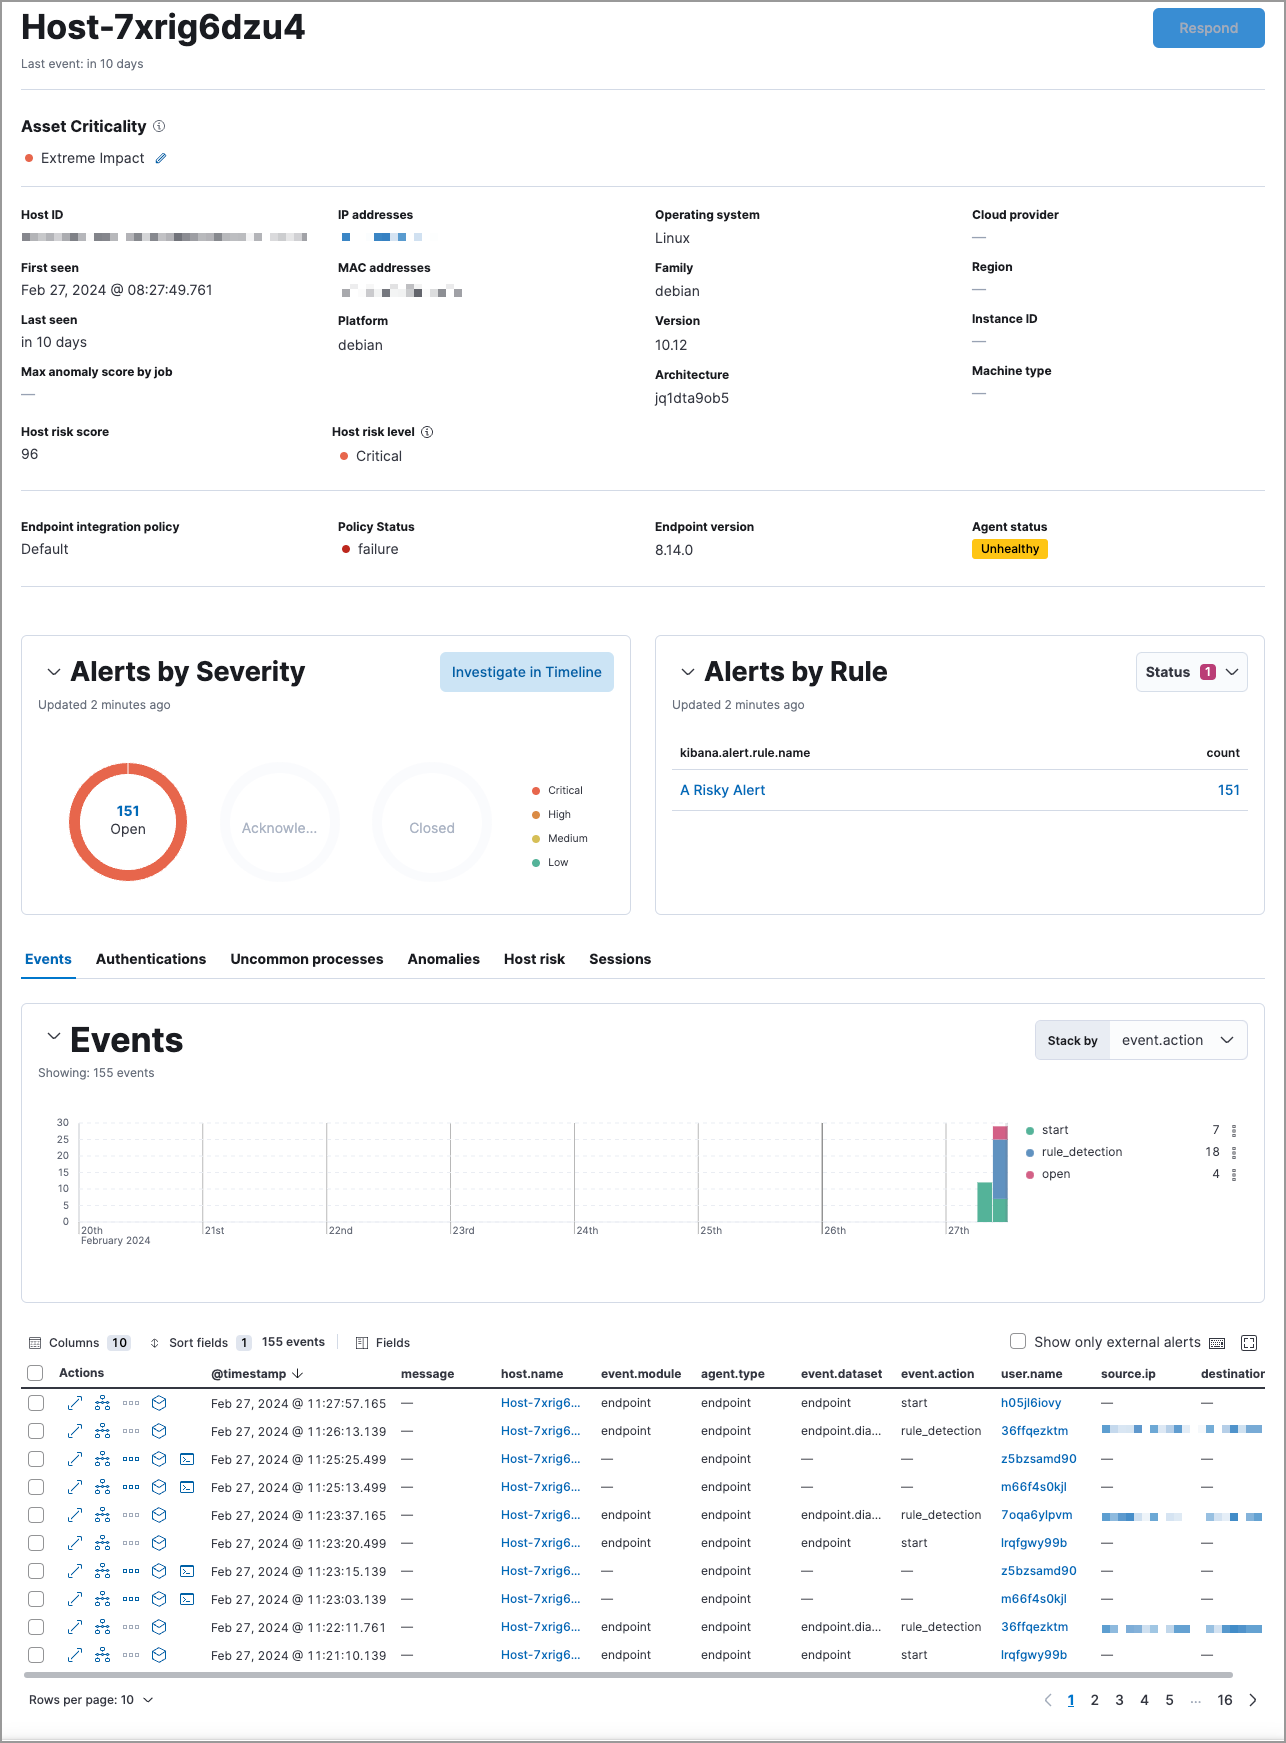 Host-7xrig6dzu4
Respond
Last event: in 10 days
Asset Criticality
Extreme Impact
Host ID
IP addresses
Operating system
Linux
Cloud provider
—
First seen
Feb 27, 2024 @ 08:27:49.761
MAC addresses
Family
debian
Region
—
Last seen
in 10 days
Platform
debian
Version
10.12
Instance ID
—
Max anomaly score by job
—
Architecture
jq1dta9ob5
Machine type
—
Host risk score
96
Host risk level
Critical
Endpoint integration policy
Default
Policy Status
failure
Endpoint version
8.14.0
Agent status
Unhealthy
Alerts by Severity
Investigate in Timeline
Updated 2 minutes ago
151
Open
Acknowle...
Closed
Critical
High
Medium
Low
Alerts by Rule
Status 1
Updated 2 minutes ago
kibana.alert.rule.name count
A Risky Alert 151
Events Authentications Uncommon processes Anomalies Host risk Sessions
Events
Stack by event.action
Showing: 155 events
30
25
20
15
10
5
0
20th 21st 22nd 23rd 24th 25th 26th 27th
February 2024
start 7
rule_detection 18
open 4
Columns 10 Sort fields 1 155 events Fields Show only external alerts
Actions @timestamp message host.name event.module agent.type event.dataset event.action user.name source.ip destination
Feb 27, 2024 @ 11:27:57.165 — Host-7xrig6... endpoint endpoint endpoint start h05jl6iovy — —
Feb 27, 2024 @ 11:26:13.139 — Host-7xrig6... endpoint endpoint endpoint.dia... rule_detection 36ffqezktm
Feb 27, 2024 @ 11:25:25.499 — Host-7xrig6... — endpoint — — z5bzsamd90 — —
Feb 27, 2024 @ 11:25:13.499 — Host-7xrig6... — endpoint — — m66f4s0kjl — —
Feb 27, 2024 @ 11:23:37.165 — Host-7xrig6... endpoint endpoint endpoint.dia... rule_detection 7oqa6ylpvm
Feb 27, 2024 @ 11:23:20.499 — Host-7xrig6... endpoint endpoint endpoint start lrqfgwy99b — —
Feb 27, 2024 @ 11:23:15.139 — Host-7xrig6... — endpoint — — z5bzsamd90 — —
Feb 27, 2024 @ 11:23:03.139 — Host-7xrig6... — endpoint — — m66f4s0kjl — —
Feb 27, 2024 @ 11:22:11.761 — Host-7xrig6... endpoint endpoint endpoint.dia... rule_detection 36ffqezktm
Feb 27, 2024 @ 11:21:10.139 — Host-7xrig6... endpoint endpoint endpoint start lrqfgwy99b — —
Rows per page: 10
1 2 3 4 5 ... 16